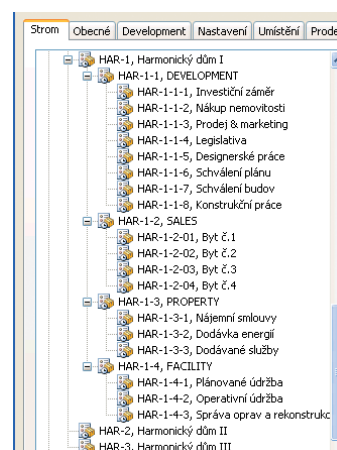 Strom Obecné Development Nastavení Umístění
HAR-1, Harmonický dům I
HAR-1-1, DEVELOPMENT
HAR-1-1-1, Investiční záměr
HAR-1-1-2, Nákup nemovitosti
HAR-1-1-3, Prodej & marketing
HAR-1-1-4, Legislativa
HAR-1-1-5, Designerské práce
HAR-1-1-6, Schválení plánu
HAR-1-1-7, Schválení budov
HAR-1-1-8, Konstrukční práce
HAR-1-2, SALES
HAR-1-2-01, Byt č.1
HAR-1-2-02, Byt č.2
HAR-1-2-03, Byt č.3
HAR-1-2-04, Byt č.4
HAR-1-3, PROPERTY
HAR-1-3-1, Nájemní smlouvy
HAR-1-3-2, Dodávka energií
HAR-1-3-3, Dodávané služby
HAR-1-4, FACILITY
HAR-1-4-1, Plánované údržba
HAR-1-4-2, Operativní údržba
HAR-1-4-3, Správa oprav a rekonstrukc
HAR-2, Harmonický dům II
HAR-3, Harmonický dům III